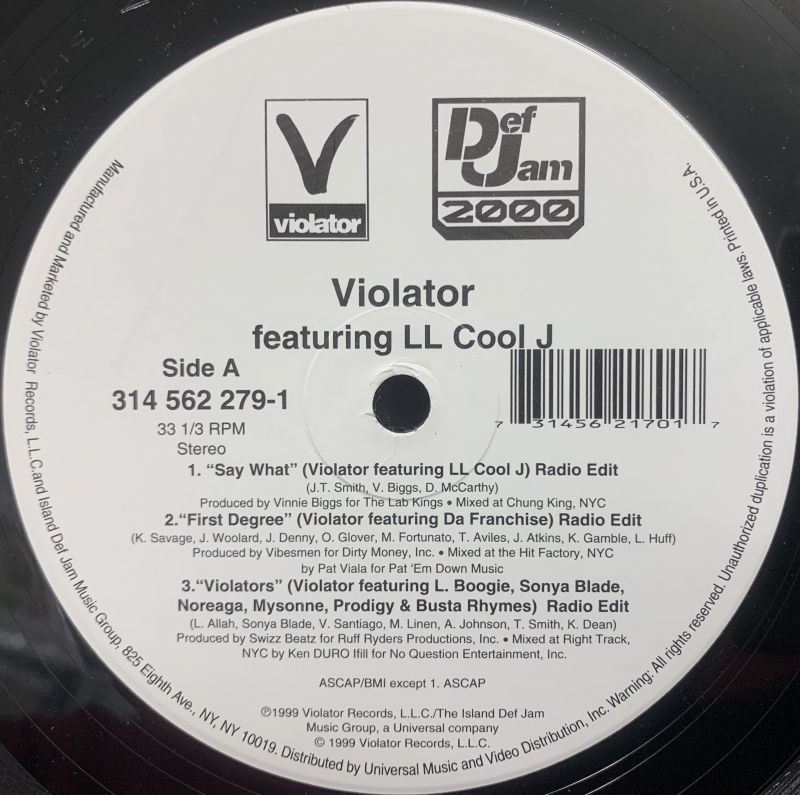 V
violator
Def Jam
2000
Violator
featuring LL Cool J
Side A
314 562 279-1
33 1/3 RPM
Stereo
7 31456 21701 7
1. “Say What” (Violator featuring LL Cool J) Radio Edit
(J.T. Smith, V. Biggs, D. McCarthy)
Produced by Vinnie Biggs for The Lab Kings • Mixed at Chung King, NYC
2.“First Degree” (Violator featuring Da Franchise) Radio Edit
(K. Savage, J. Woolard, J. Denny, O. Glover, M. Fortunato, T. Aviles, J. Atkins, K. Gamble, L. Huff)
Produced by Vibesmen for Dirty Money, Inc. • Mixed at the Hit Factory, NYC
by Pat Viala for Pat 'Em Down Music
3.“Violators” (Violator featuring L. Boogie, Sonya Blade,
Noreaga, Mysonne, Prodigy & Busta Rhymes) Radio Edit
(L. Allah, Sonya Blade, V. Santiago, M. Linen, A. Johnson, T. Smith, K. Dean)
Produced by Swizz Beatz for Ruff Ryders Productions, Inc. • Mixed at Right Track,
NYC by Ken DURO Ifill for No Question Entertainment, Inc.
ASCAP/BMI except 1. ASCAP
℗1999 Violator Records, L.L.C./The Island Def Jam
Music Group, a Universal company
© 1999 Violator Records, L.L.C.
Manufactured and Marketed by Violator Records, L.L.C.and Island Def Jam Music Group, 825 Eighth Ave., NY, NY 10019. Distributed by Universal Music and Video Distribution, Inc. Warning: All rights reserved. Unauthorized duplication is a violation of applicable laws. Printed in U.S.A.